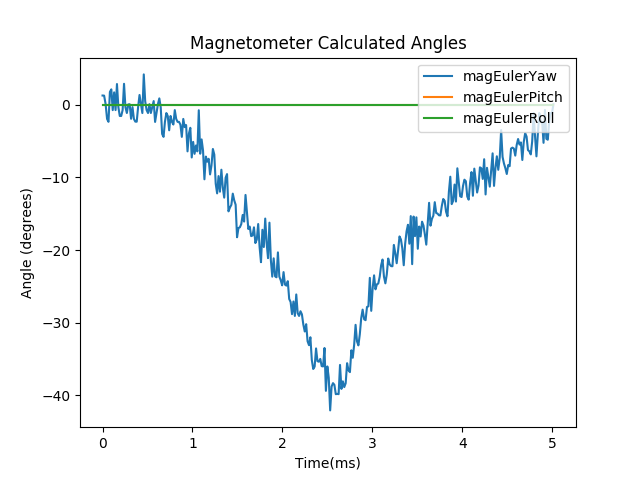 Magnetometer Calculated Angles
magEulerYaw
magEulerPitch
magEulerRoll
0
−10
−20
−30
−40
Angle (degrees)
0 1 2 3 4 5
Time(ms)